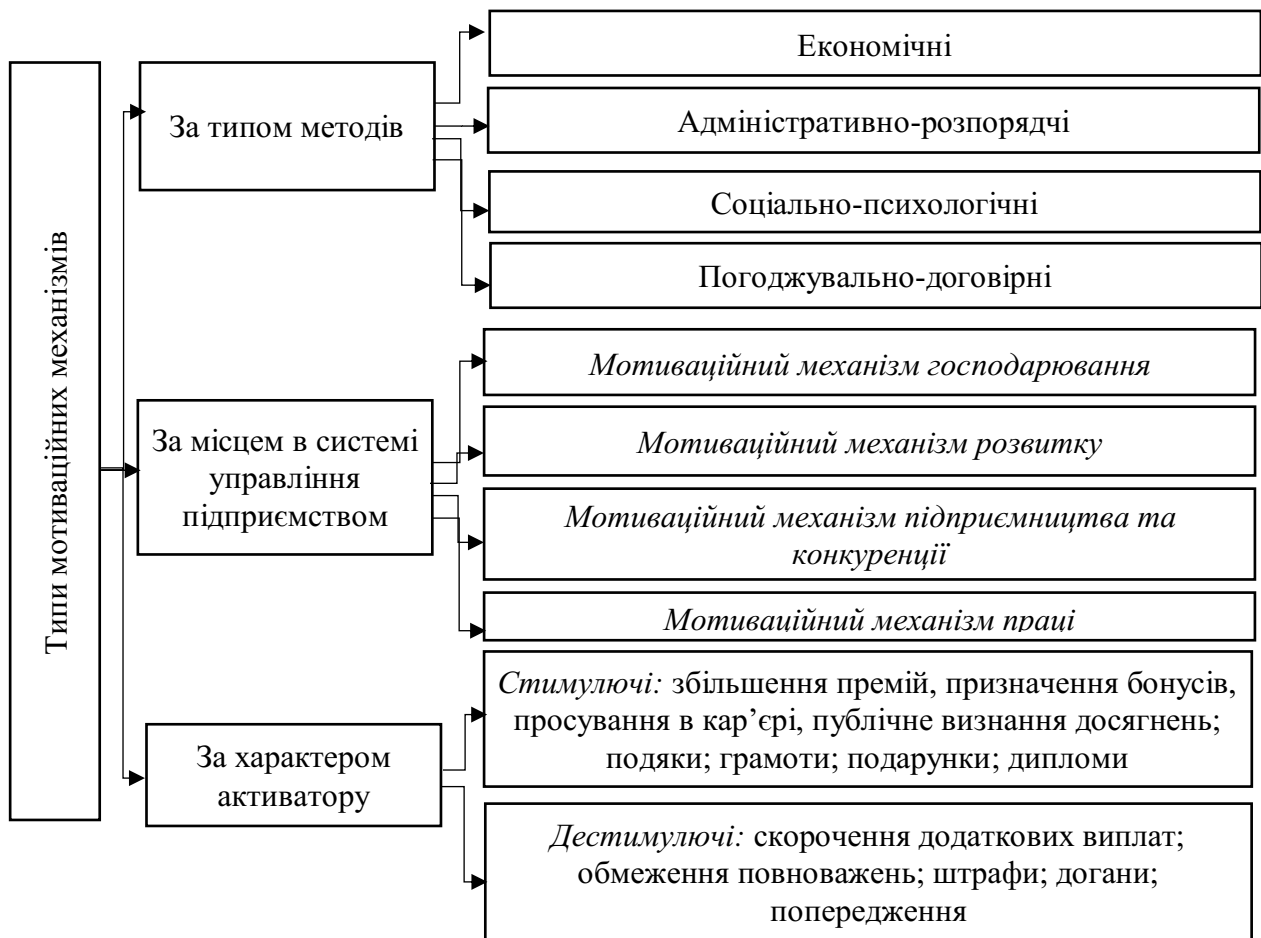 Типи мотиваційних механізмів
За типом методів
Економічні
Адміністративно-розпорядчі
Соціально-психологічні
Погоджувально-договірні
За місцем в системі
управління
підприємством
Мотиваційний механізм господарювання
Мотиваційний механізм розвитку
Мотиваційний механізм підприємництва та
конкуренції
Мотиваційний механізм праці
За характером
активатору
Стимулючі: збільшення премій, призначення бонусів,
просування в кар’єрі, публічне визнання досягнень;
подяки; грамоти; подарунки; дипломи
Дестимулючі: скорочення додаткових виплат;
обмеження повноважень; штрафи; догани;
попередження